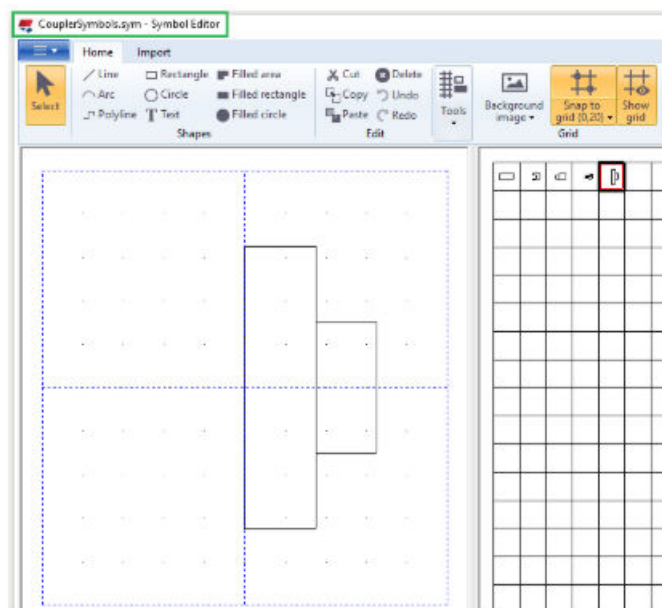 CouplerSymbols.sym - Symbol Editor
Home Import
Select
Line Rectangle Filled area
Arc Circle Filled rectangle
Polyline Text Filled circle
Shapes
Cut Delete
Copy Undo
Paste Redo
Edit
Tools
Background
image
Snap to
grid (0,20)
Show
grid
Grid